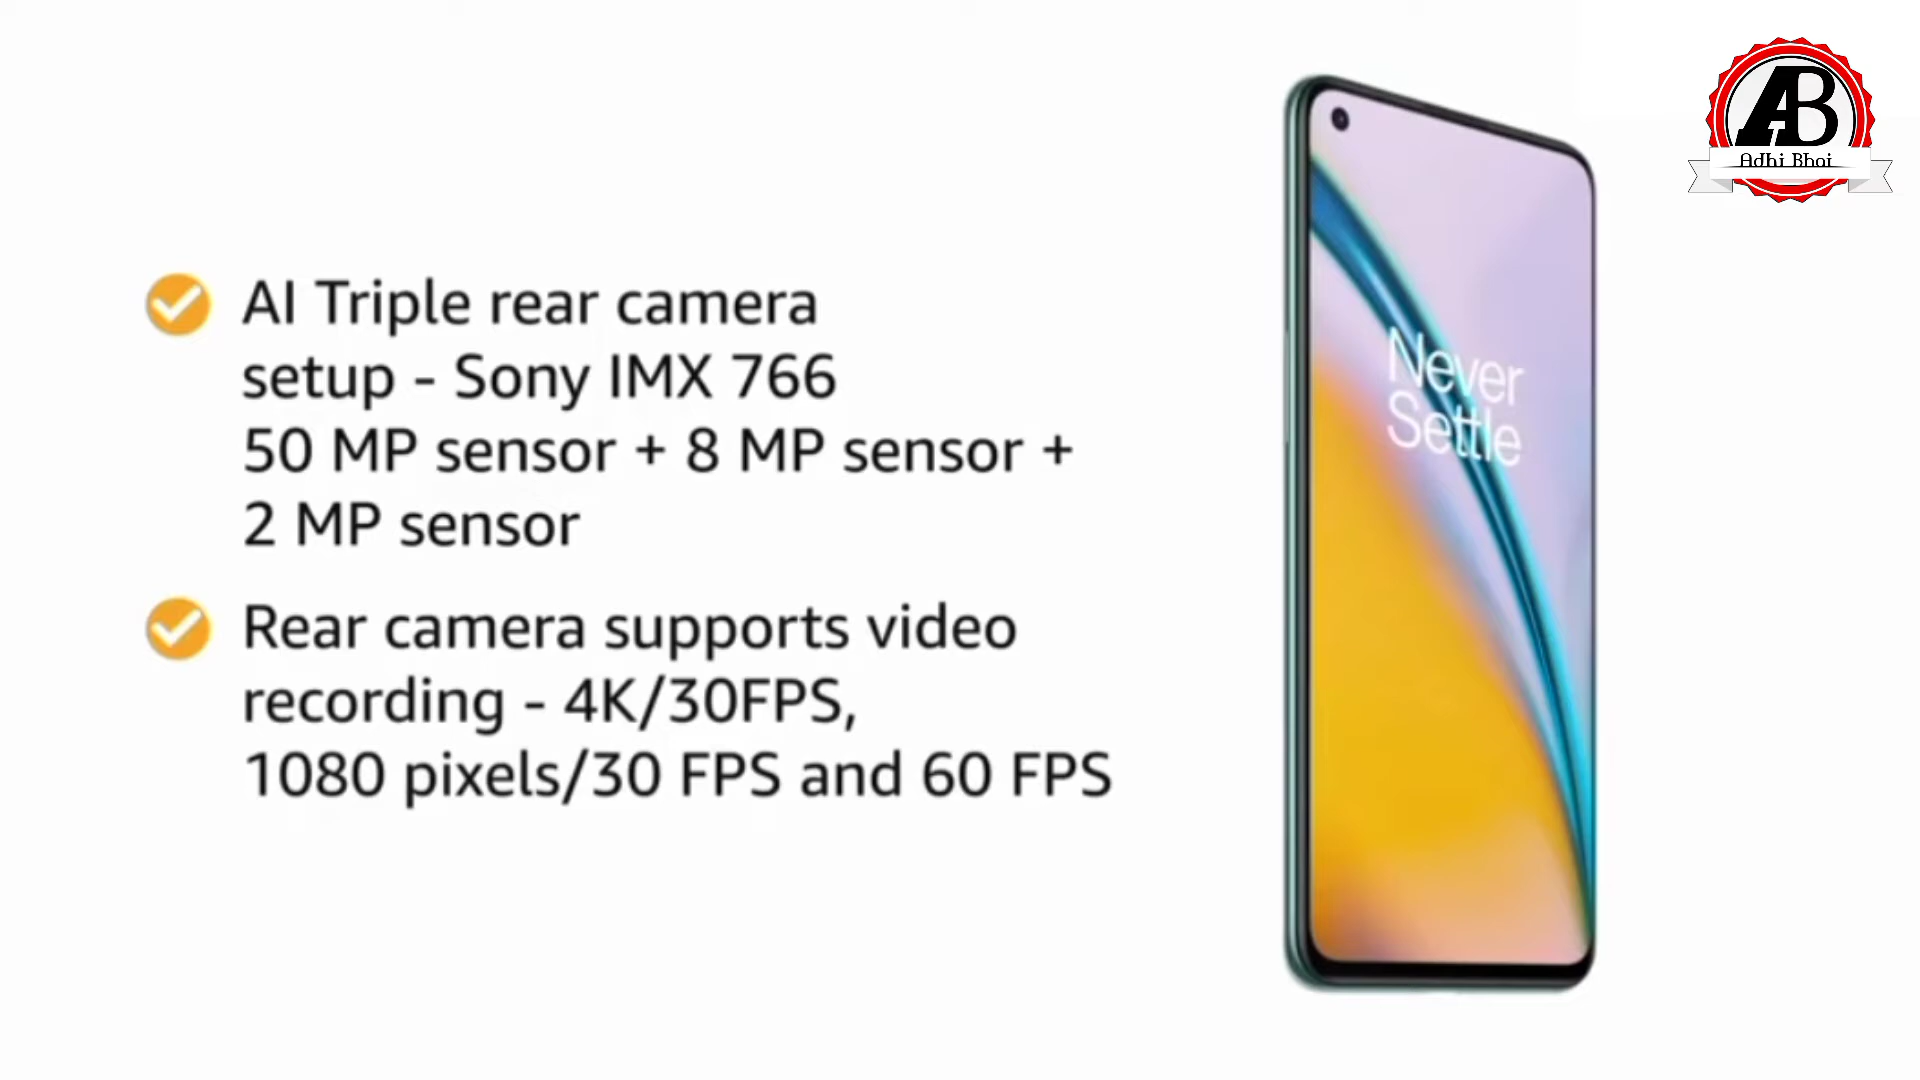 AI Triple rear camera
setup - Sony IMX 766
50 MP sensor + 8 MP sensor +
2 MP sensor
Rear camera supports video
recording - 4K/30FPS,
1080 pixels/30 FPS and 60 FPS
Never
Settle
AB
Adhi Bhai